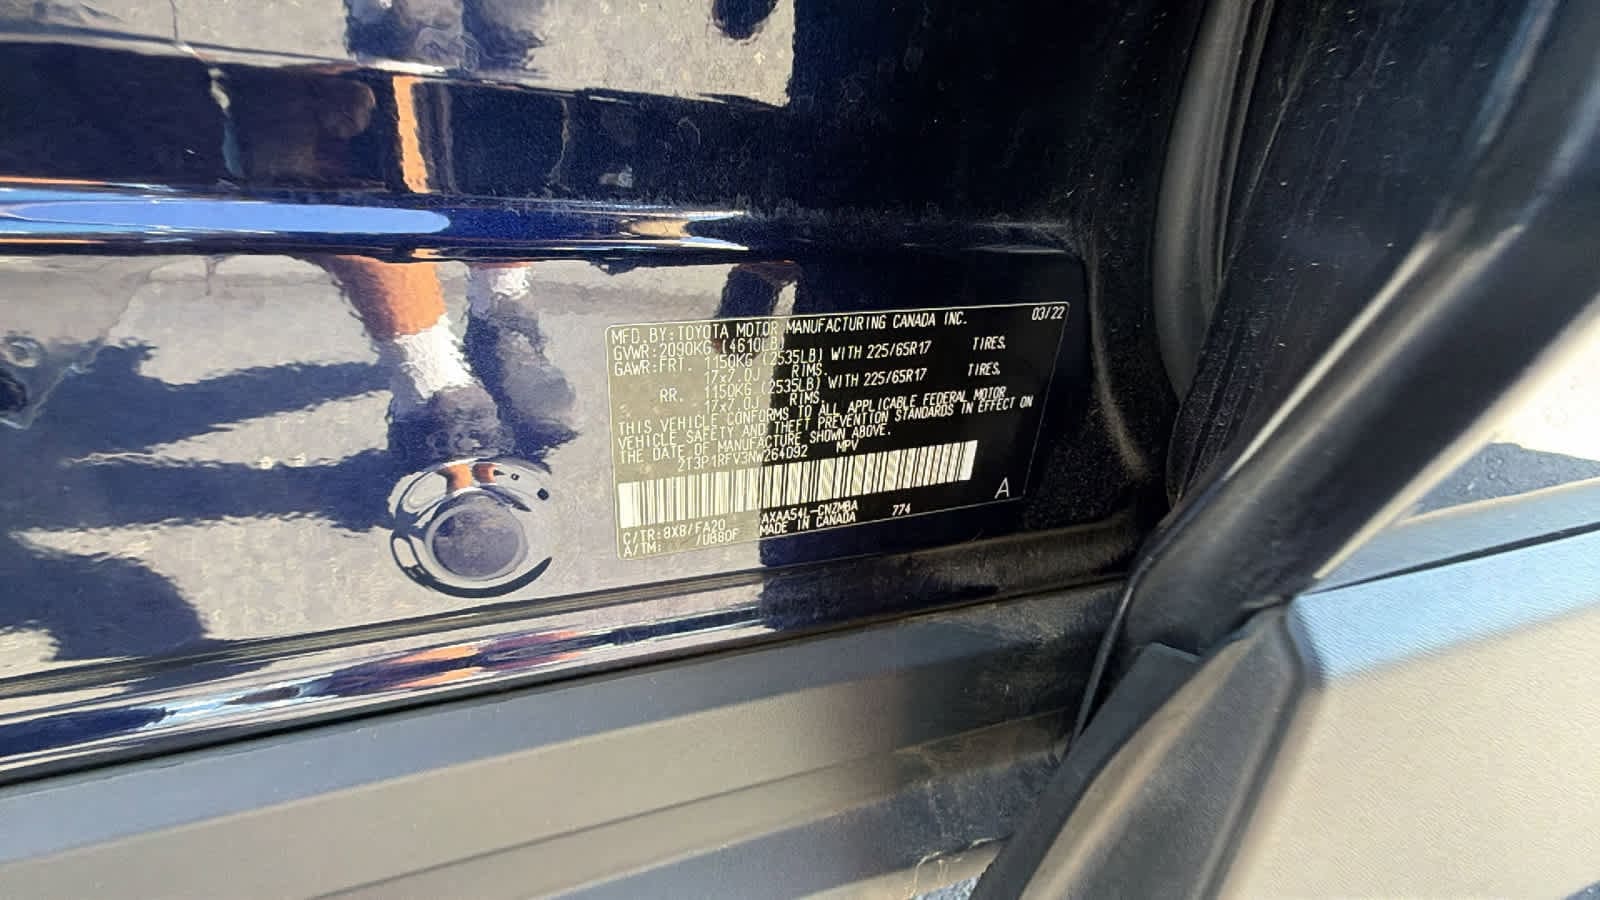 MFD.BY:TOYOTA MOTOR MANUFACTURING CANADA INC. 03/22
GVWR:2090KG (4610LB)
GAWR:FRT. 1150KG (2535LB) WITH 225/65R17 TIRES,
17x7.0J RIMS.
RR. 1150KG (2535LB) WITH 225/65R17 TIRES,
17x7.0J RIMS.
THIS VEHICLE CONFORMS TO ALL APPLICABLE FEDERAL MOTOR
VEHICLE SAFETY AND THEFT PREVENTION STANDARDS IN EFFECT ON
THE DATE OF MANUFACTURE SHOWN ABOVE.
2T3P1RFV3NW264092 MPV
A
C/TR:8X8/FA20 AXAA54L-CNZMBA 774
A/TM: /UB80F MADE IN CANADA